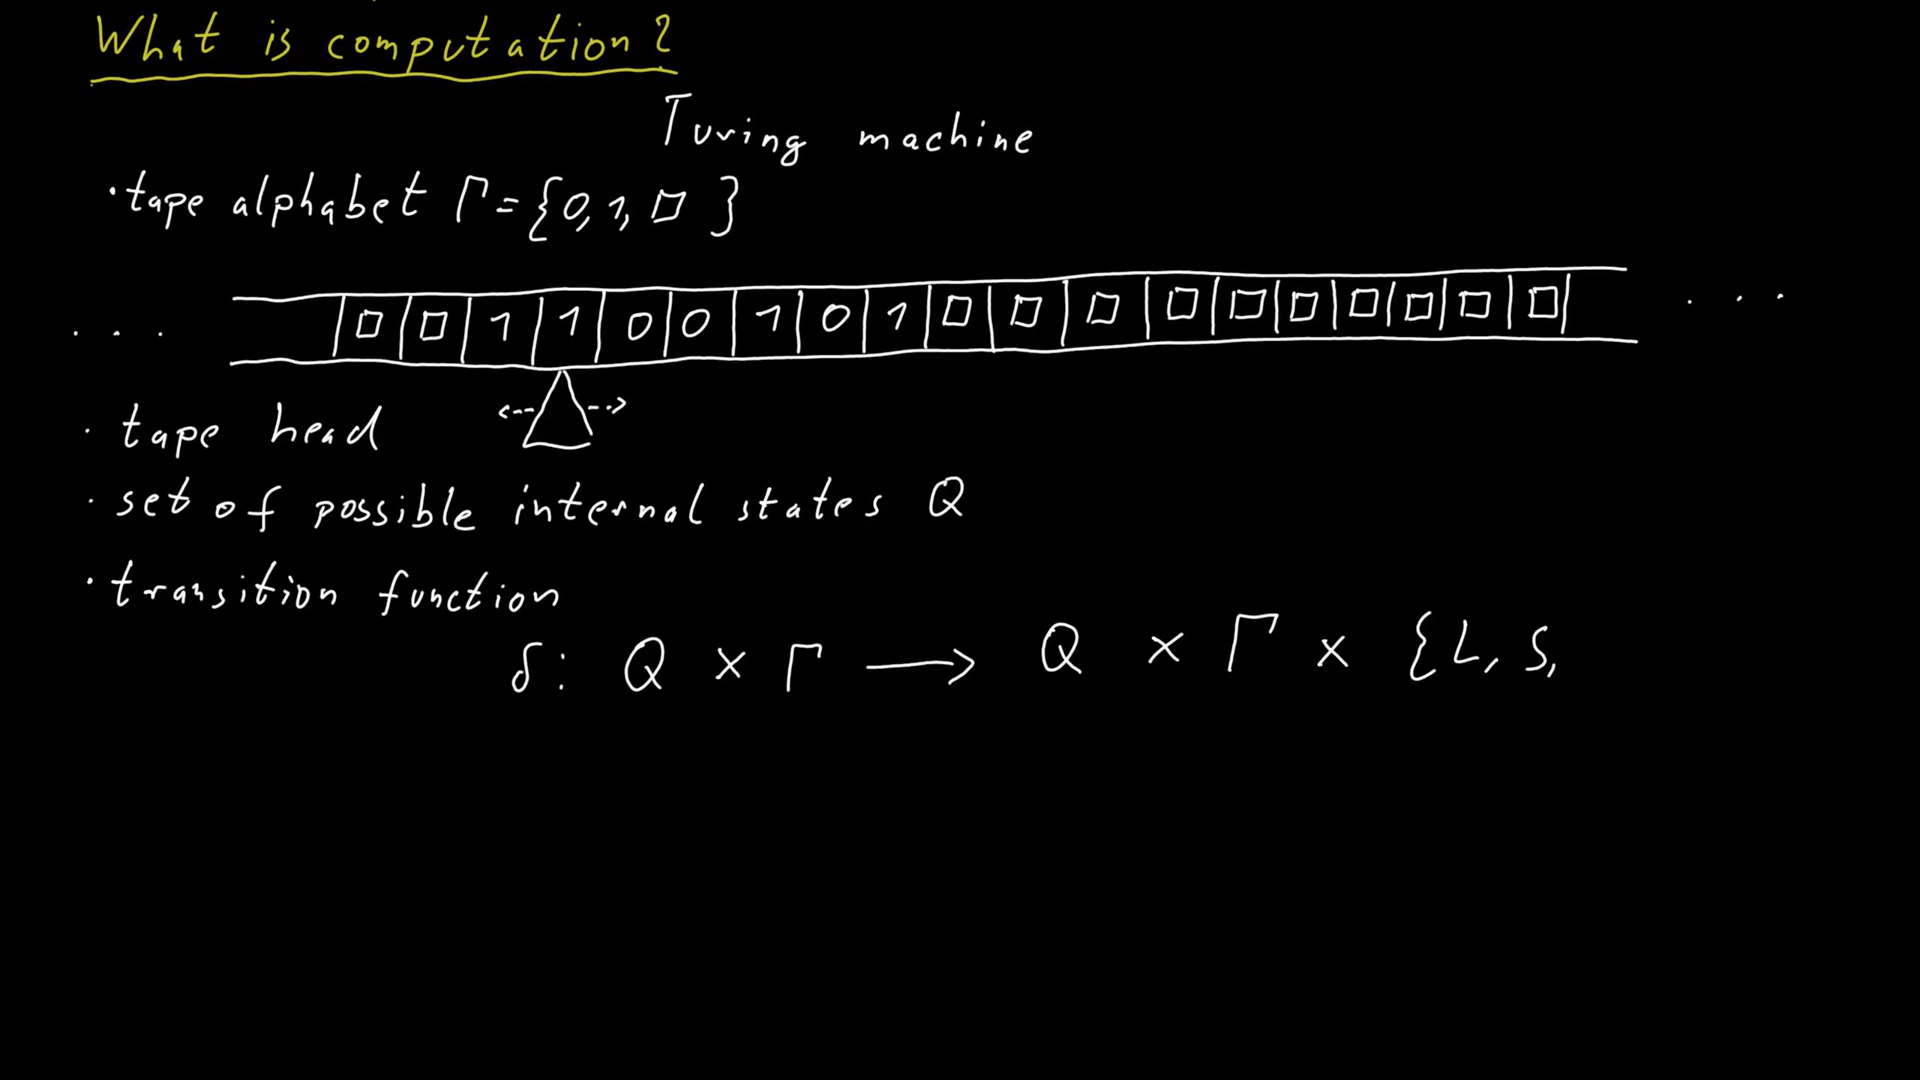 What is computation?
Turing machine
· tape alphabet Γ = {0, 1, □ }
. . . □ □ 1 1 0 0 1 0 1 □ □ □ □ □ □ □ □ □ □ . . .
<-- -->
· tape head
· set of possible internal states Q
· transition function
δ: Q × Γ ⟶ Q × Γ × {L, S,